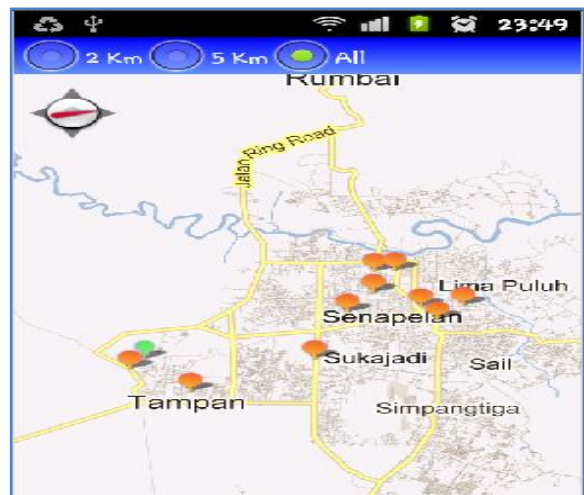 23:49
2 Km 5 Km All
Rumbai
Jalan Ring Road
Lima Puluh
Senapelan
Sukajadi
Sail
Tampan
Simpangtiga